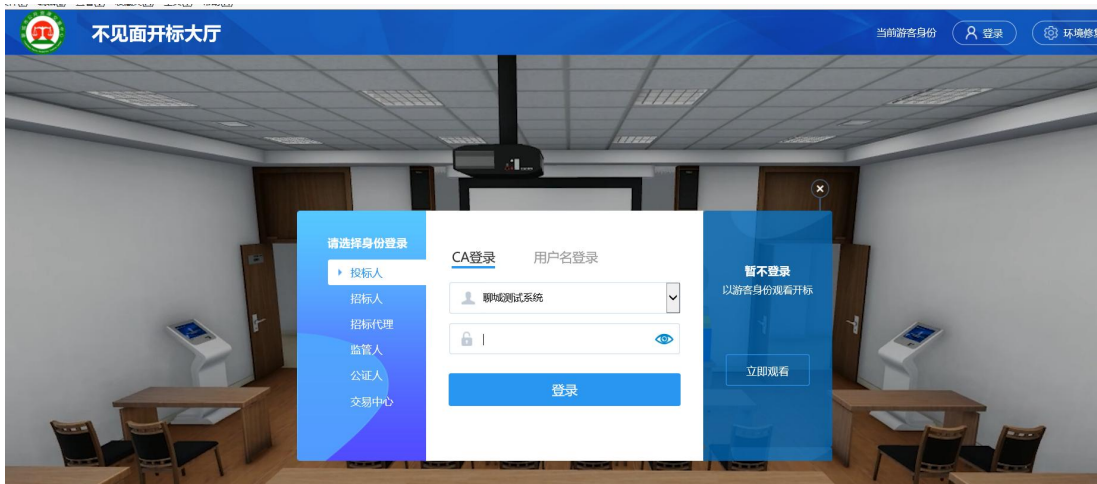 不见面开标大厅
当前游客身份
登录
环境修
请选择身份登录
投标人
招标人
招标代理
监管人
公证人
交易中心
CA登录
用户名登录
聊城测试系统
登录
暂不登录
以游客身份观看开标
立即观看